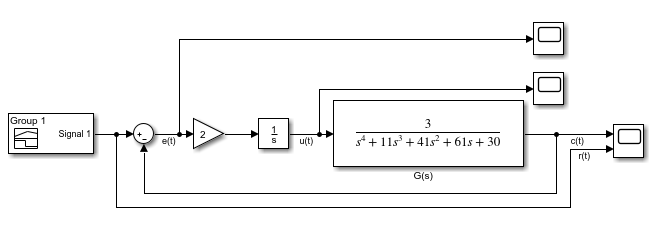 Group 1
Signal 1
+
−
e(t)
2
1
s
u(t)
3
s⁴ + 11s³ + 41s² + 61s + 30
G(s)
c(t)
r(t)